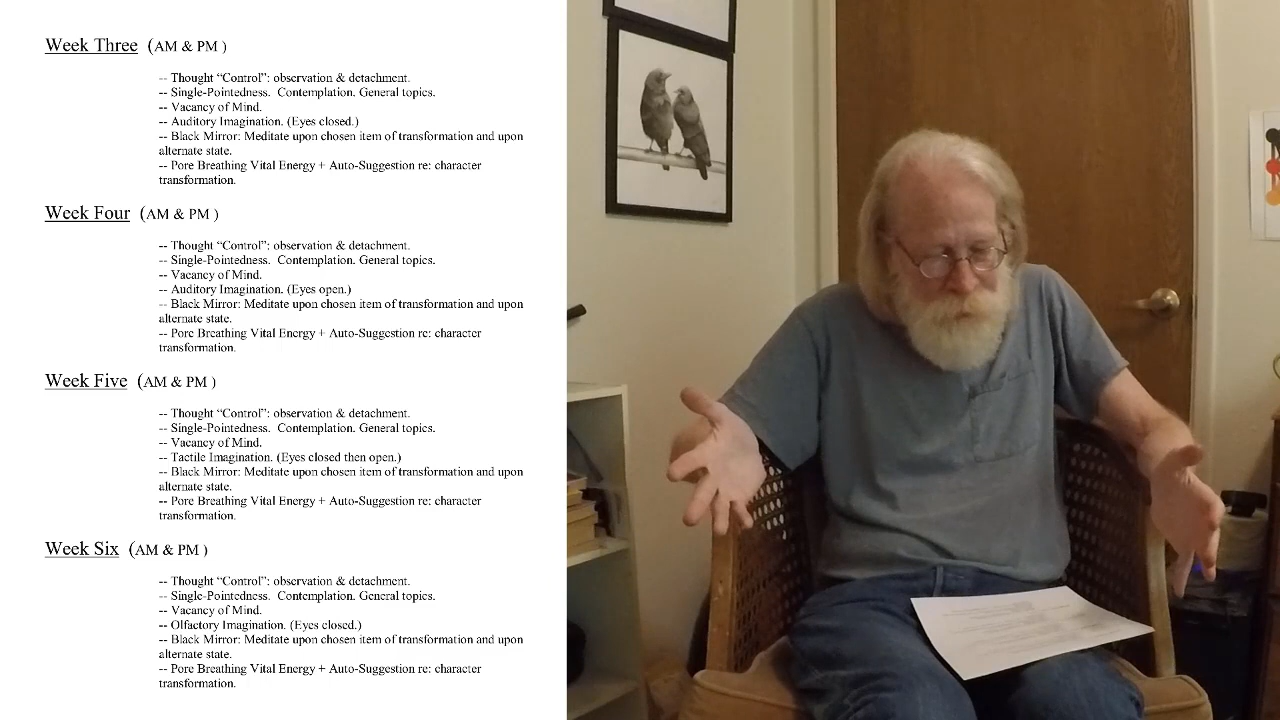 Week Three (AM & PM )
-- Thought “Control”: observation & detachment.
-- Single-Pointedness. Contemplation. General topics.
-- Vacancy of Mind.
-- Auditory Imagination. (Eyes closed.)
-- Black Mirror: Meditate upon chosen item of transformation and upon
alternate state.
-- Pore Breathing Vital Energy + Auto-Suggestion re: character
transformation.
Week Four (AM & PM )
-- Thought “Control”: observation & detachment.
-- Single-Pointedness. Contemplation. General topics.
-- Vacancy of Mind.
-- Auditory Imagination. (Eyes open.)
-- Black Mirror: Meditate upon chosen item of transformation and upon
alternate state.
-- Pore Breathing Vital Energy + Auto-Suggestion re: character
transformation.
Week Five (AM & PM )
-- Thought “Control”: observation & detachment.
-- Single-Pointedness. Contemplation. General topics.
-- Vacancy of Mind.
-- Tactile Imagination. (Eyes closed then open.)
-- Black Mirror: Meditate upon chosen item of transformation and upon
alternate state.
-- Pore Breathing Vital Energy + Auto-Suggestion re: character
transformation.
Week Six (AM & PM )
-- Thought “Control”: observation & detachment.
-- Single-Pointedness. Contemplation. General topics.
-- Vacancy of Mind.
-- Olfactory Imagination. (Eyes closed.)
-- Black Mirror: Meditate upon chosen item of transformation and upon
alternate state.
-- Pore Breathing Vital Energy + Auto-Suggestion re: character
transformation.